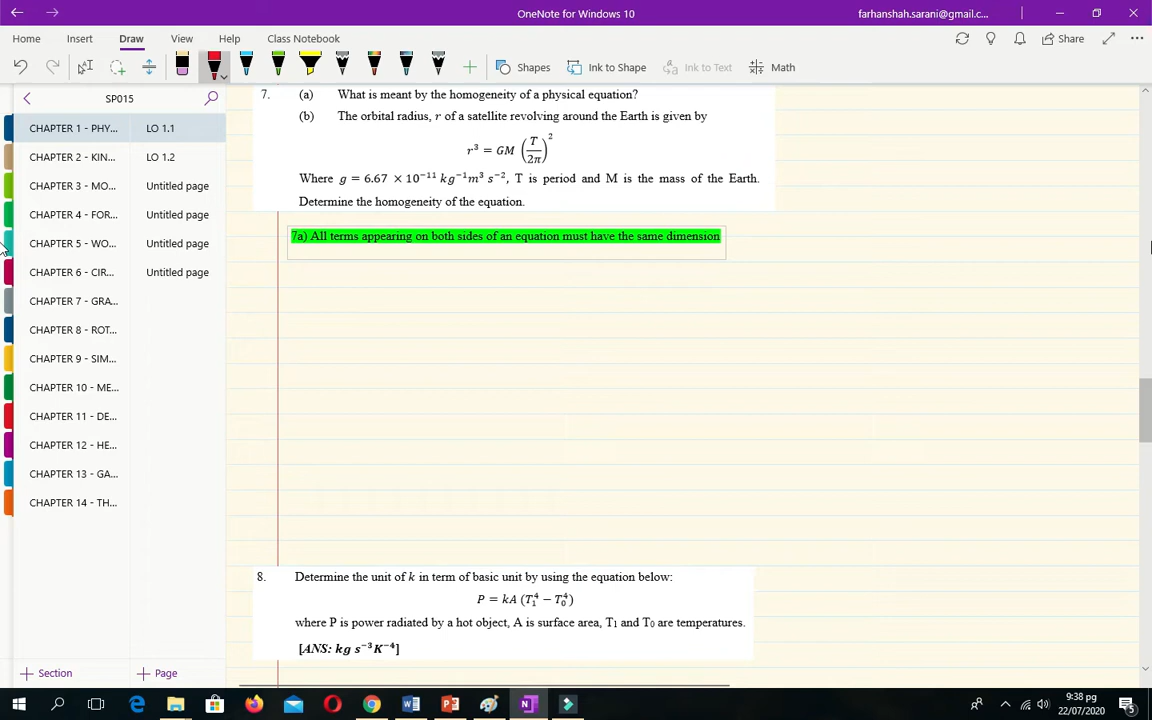 OneNote for Windows 10
farhanshah.sarani@gmail.c...
Home Insert Draw View Help Class Notebook
Share
Shapes Ink to Shape Ink to Text Math
SP015
CHAPTER 1 - PHY... LO 1.1
CHAPTER 2 - KIN... LO 1.2
CHAPTER 3 - MO... Untitled page
CHAPTER 4 - FOR... Untitled page
CHAPTER 5 - WO... Untitled page
CHAPTER 6 - CIR... Untitled page
CHAPTER 7 - GRA...
CHAPTER 8 - ROT...
CHAPTER 9 - SIM...
CHAPTER 10 - ME...
CHAPTER 11 - DE...
CHAPTER 12 - HE...
CHAPTER 13 - GA...
CHAPTER 14 - TH...
Section Page
7. (a) What is meant by the homogeneity of a physical equation?
(b) The orbital radius, r of a satellite revolving around the Earth is given by
r³ = GM (T/2π)²
Where g = 6.67 × 10⁻¹¹ kg⁻¹m³ s⁻², T is period and M is the mass of the Earth.
Determine the homogeneity of the equation.
7a) All terms appearing on both sides of an equation must have the same dimension
8. Determine the unit of k in term of basic unit by using the equation below:
P = kA (T₁⁴ − T₀⁴)
where P is power radiated by a hot object, A is surface area, T₁ and T₀ are temperatures.
[ANS: kg s⁻³K⁻⁴]
9:38 pg
22/07/2020
5